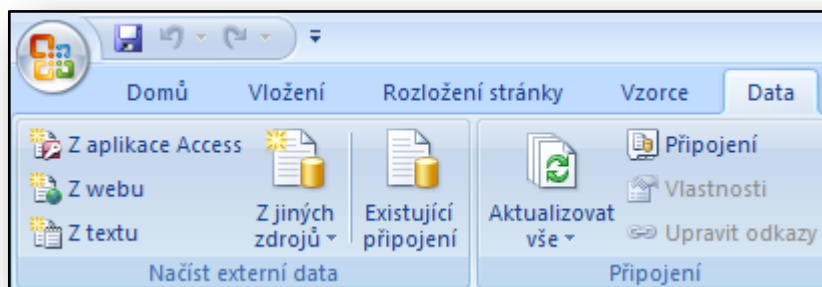 Domů Vložení Rozložení stránky Vzorce Data
Z aplikace Access
Z webu
Z textu
Z jiných
zdrojů
Existující
připojení
Načíst externí data
Aktualizovat
vše
Připojení
Vlastnosti
Upravit odkazy
Připojení